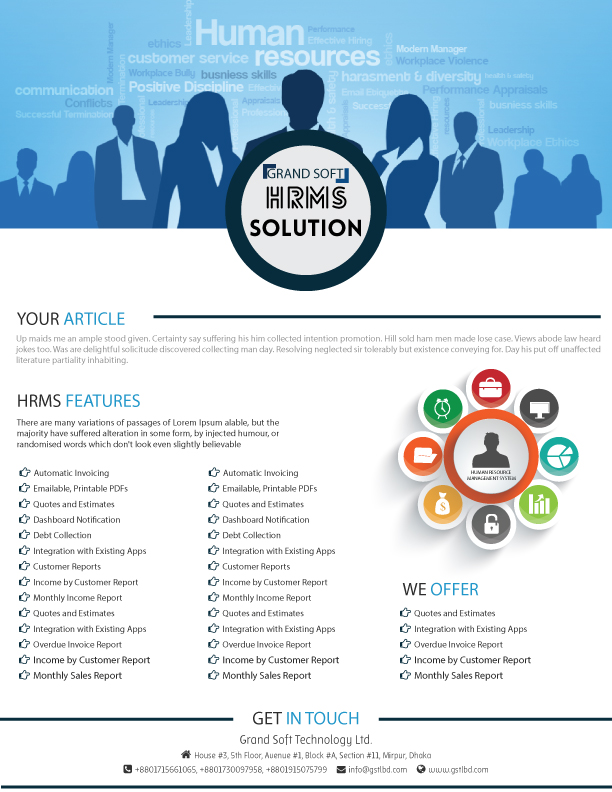 Human
resources
Leadership
Performance
Effective Hiring
ethics
ethics
Modern Manager
Modern Manager
customer service
Workplace Violence
Workplace Bully
business skills
harasment & diversity
health & safety
communication
Positive Discipline
Effective
Email Etiquette
Performance Appraisals
Conflicts
Leadership
Appraisals
Successful
busniess skills
Successful Termination
Leadership
Workplace Ethics
GRAND SOFT
HRMS
SOLUTION
YOUR ARTICLE
Up maids me an ample stood given. Certainty say suffering his him collected intention promotion. Hill sold ham men made lose case. Views abode law heard
jokes too. Was are delightful solicitude discovered collecting man day. Resolving neglected sir tolerably but existence conveying for. Day his put off unaffected
literature partiality inhabiting.
HRMS FEATURES
There are many variations of passages of Lorem Ipsum alable, but the
majority have suffered alteration in some form, by injected humour, or
randomised words which don't look even slightly believable
Automatic Invoicing
Emailable, Printable PDFs
Quotes and Estimates
Dashboard Notification
Debt Collection
Integration with Existing Apps
Customer Reports
Income by Customer Report
Monthly Income Report
Quotes and Estimates
Integration with Existing Apps
Overdue Invoice Report
Income by Customer Report
Monthly Sales Report
Automatic Invoicing
Emailable, Printable PDFs
Quotes and Estimates
Dashboard Notification
Debt Collection
Integration with Existing Apps
Customer Reports
Income by Customer Report
Monthly Income Report
Quotes and Estimates
Integration with Existing Apps
Overdue Invoice Report
Income by Customer Report
Monthly Sales Report
HUMAN RESOURCE
MANAGEMENT SYSTEM
$
WE OFFER
Quotes and Estimates
Integration with Existing Apps
Overdue Invoice Report
Income by Customer Report
Monthly Sales Report
GET IN TOUCH
Grand Soft Technology Ltd.
House #3, 5th Floor, Avenue #1, Block #A, Section #11, Mirpur, Dhaka
+8801715661065, +8801730097958, +8801915075799 info@gstlbd.com www.gstlbd.com